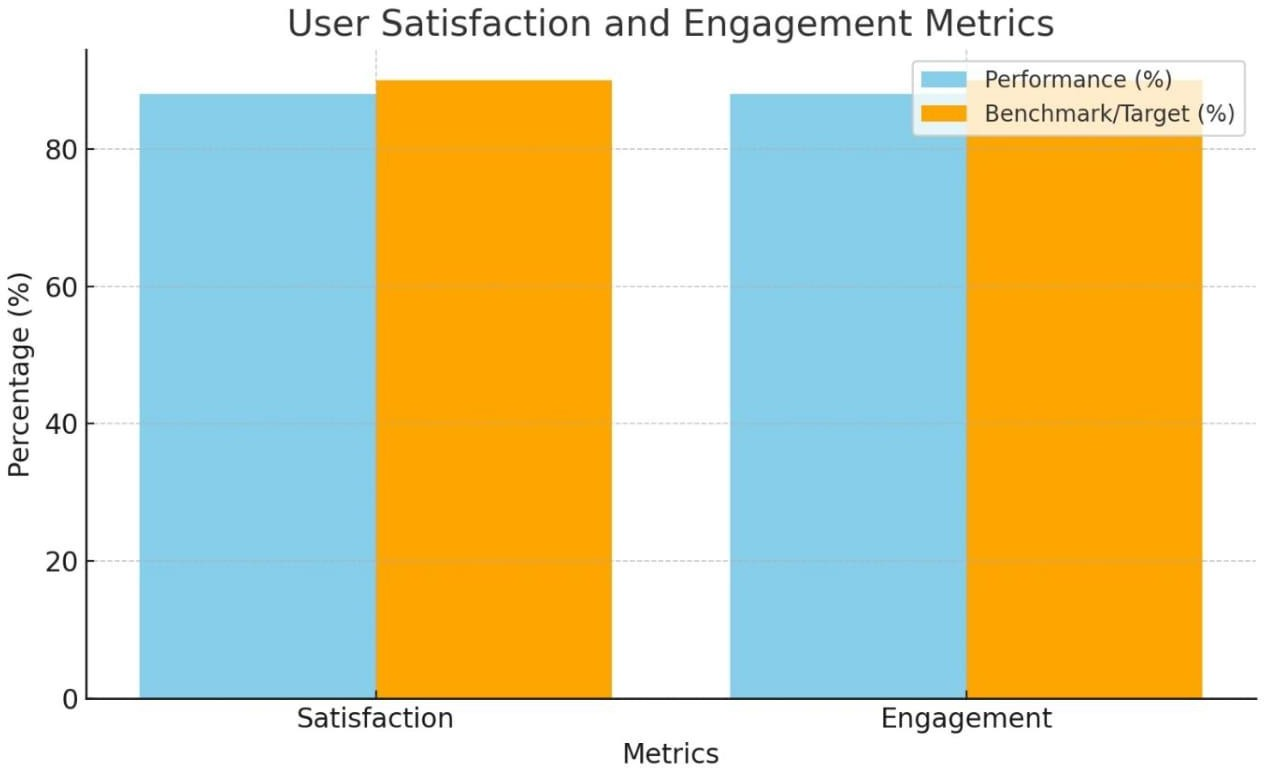 User Satisfaction and Engagement Metrics
Performance (%)
Benchmark/Target (%)
Percentage (%)
80
60
40
20
0
Satisfaction
Engagement
Metrics